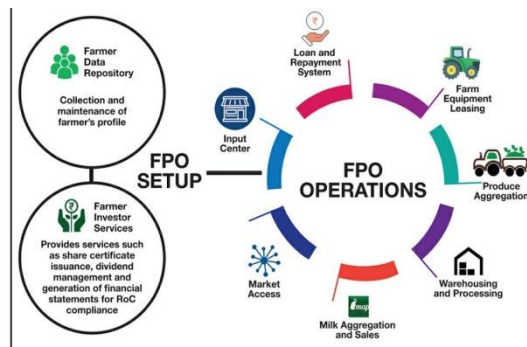 Farmer
Data
Repository
Collection and
maintenance of
farmer's profile
FPO
SETUP
Farmer
Investor
Services
Provides services such
as share certificate
issuance, dividend
management and
generation of financial
statements for RoC
compliance
FPO
OPERATIONS
Loan and
Repayment
System
Farm
Equipment
Leasing
Produce
Aggregation
Warehousing
and Processing
Milk Aggregation
and Sales
Market
Access
Input
Center